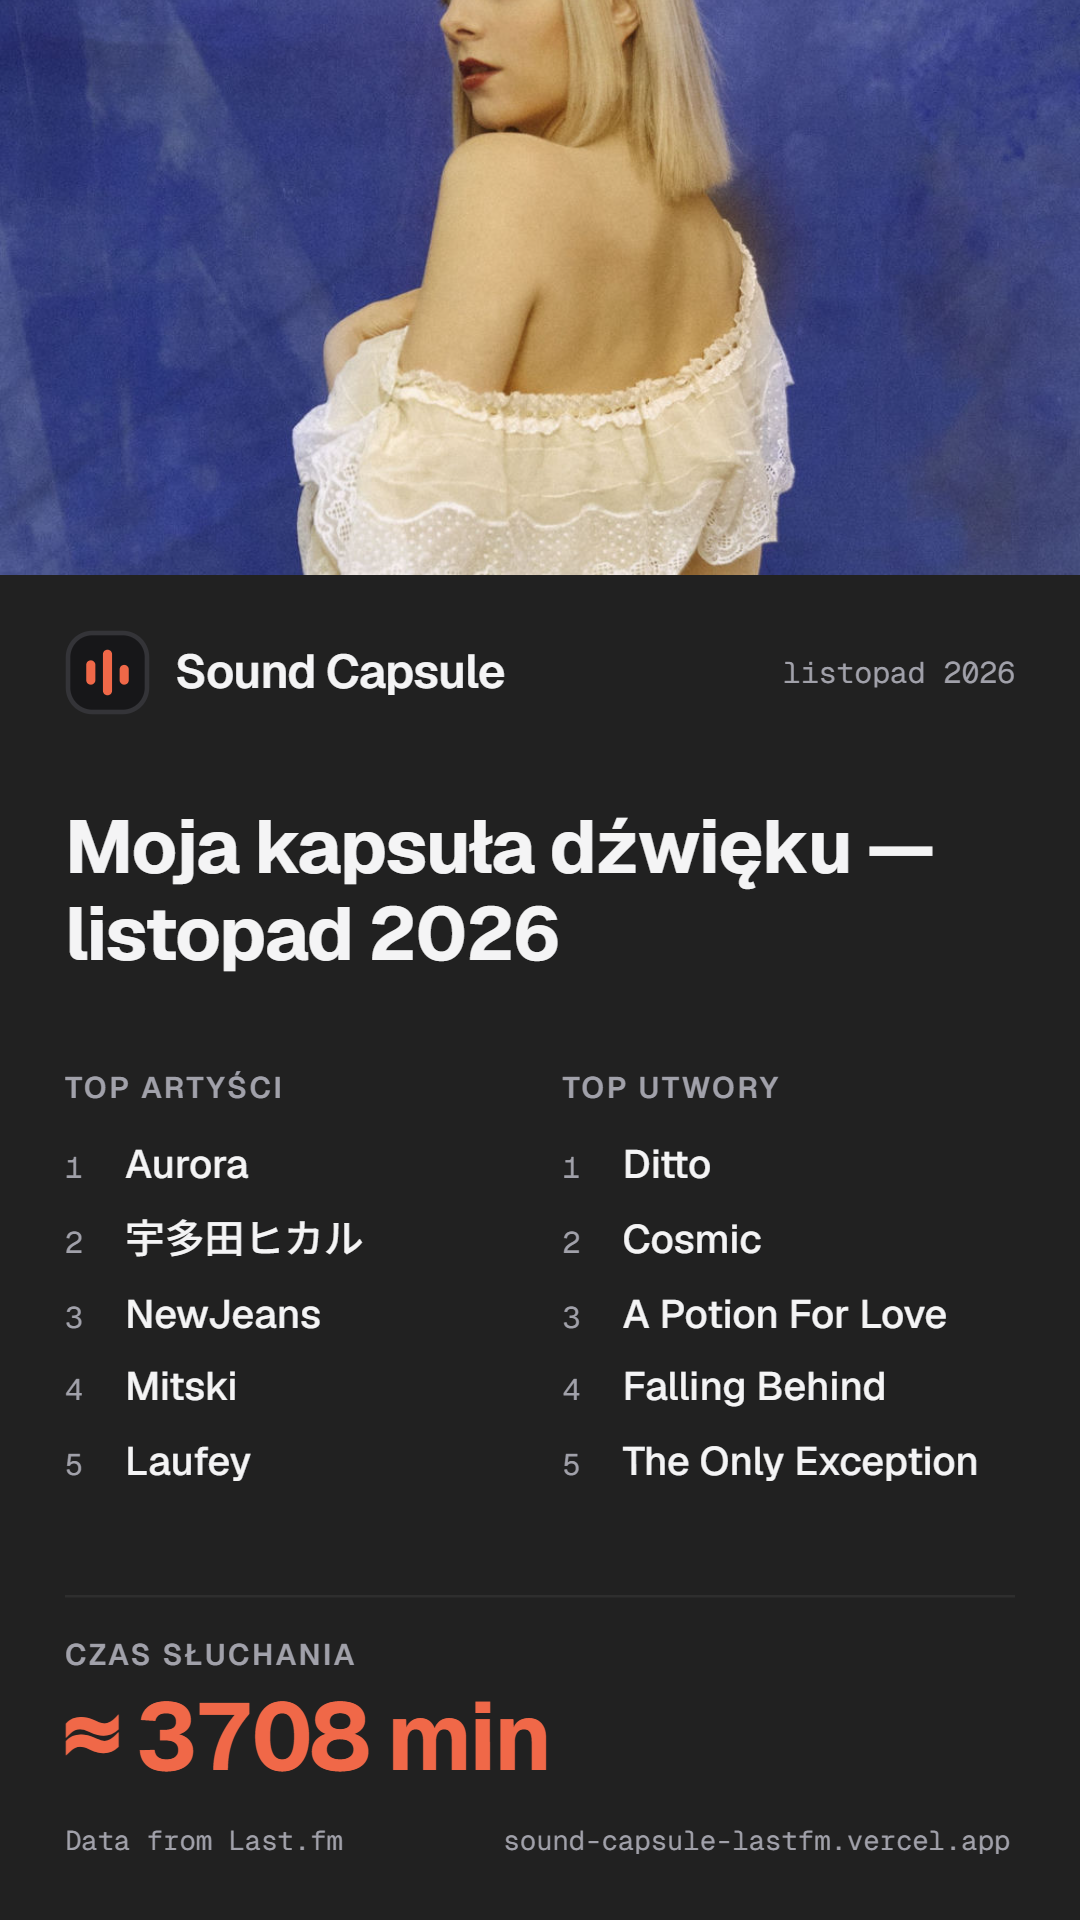 Sound Capsule
listopad 2026
Moja kapsuła dźwięku —
listopad 2026
TOP ARTYŚCI
1 Aurora
2 宇多田ヒカル
3 NewJeans
4 Mitski
5 Laufey
TOP UTWORY
1 Ditto
2 Cosmic
3 A Potion For Love
4 Falling Behind
5 The Only Exception
CZAS SŁUCHANIA
≈ 3708 min
Data from Last.fm
sound-capsule-lastfm.vercel.app